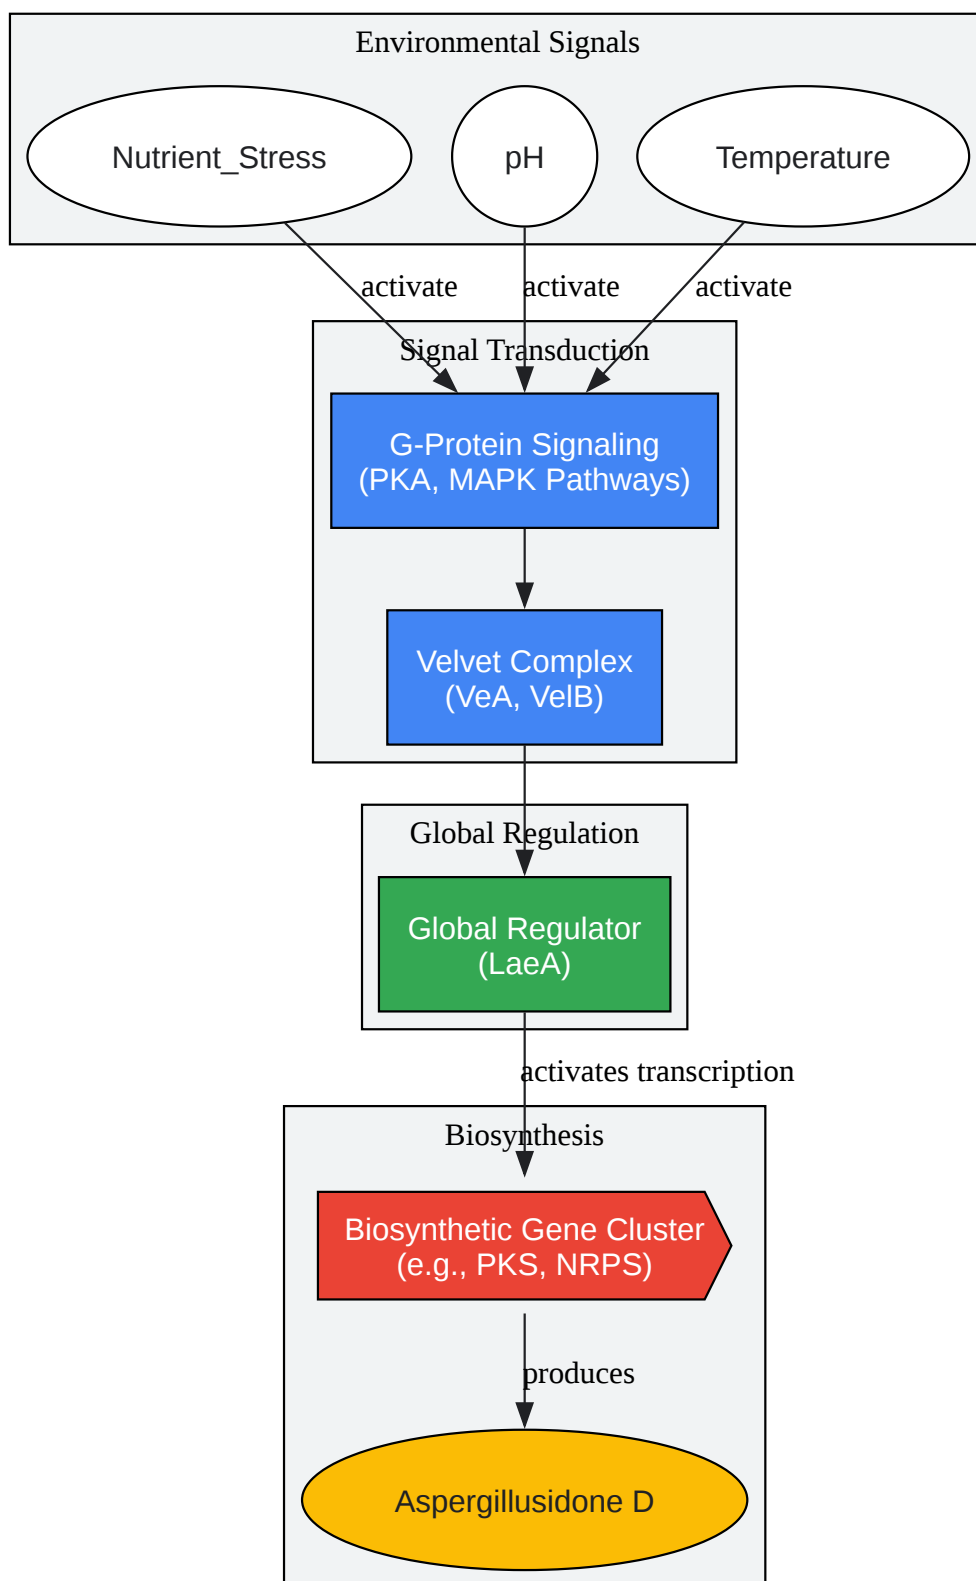 Environmental Signals
Nutrient_Stress
pH
Temperature
activate
activate
activate
Signal Transduction
G-Protein Signaling
(PKA, MAPK Pathways)
Velvet Complex
(VeA, VelB)
Global Regulation
Global Regulator
(LaeA)
activates transcription
Biosynthesis
Biosynthetic Gene Cluster
(e.g., PKS, NRPS)
produces
Aspergillusidone D